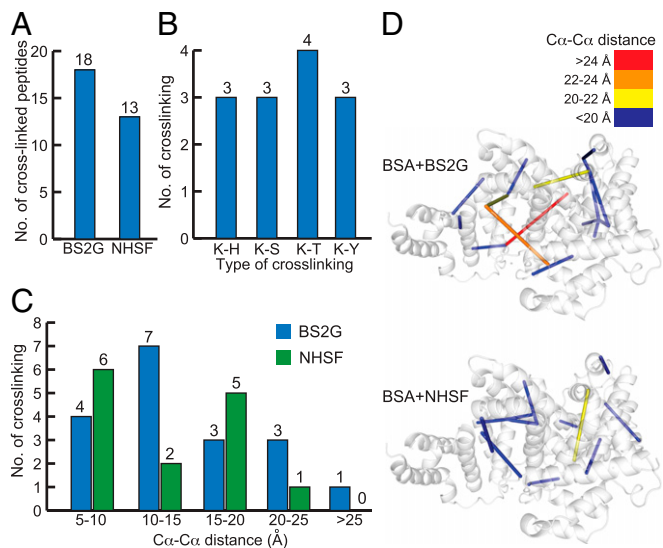 A
No. of cross-linked peptides
20
15
10
5
0
18
13
BS2G NHSF
B
No. of crosslinking
4
3
2
1
0
3
3
4
3
K-H K-S K-T K-Y
Type of crosslinking
C
No. of crosslinking
8
7
6
5
4
3
2
1
0
BS2G
NHSF
4
6
7
2
3
5
3
1
1
0
5-10 10-15 15-20 20-25 >25
Cα-Cα distance (Å)
D
Cα-Cα distance
>24 Å
22-24 Å
20-22 Å
<20 Å
BSA+BS2G
BSA+NHSF